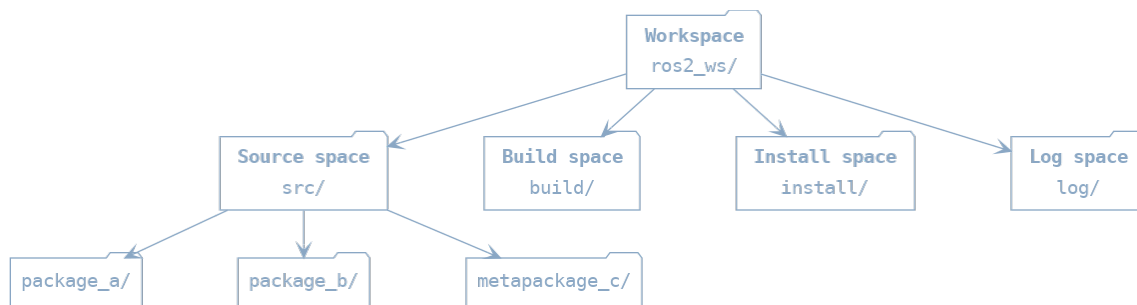 Workspace
ros2_ws/
Source space
src/
Build space
build/
Install space
install/
Log space
log/
package_a/
package_b/
metapackage_c/